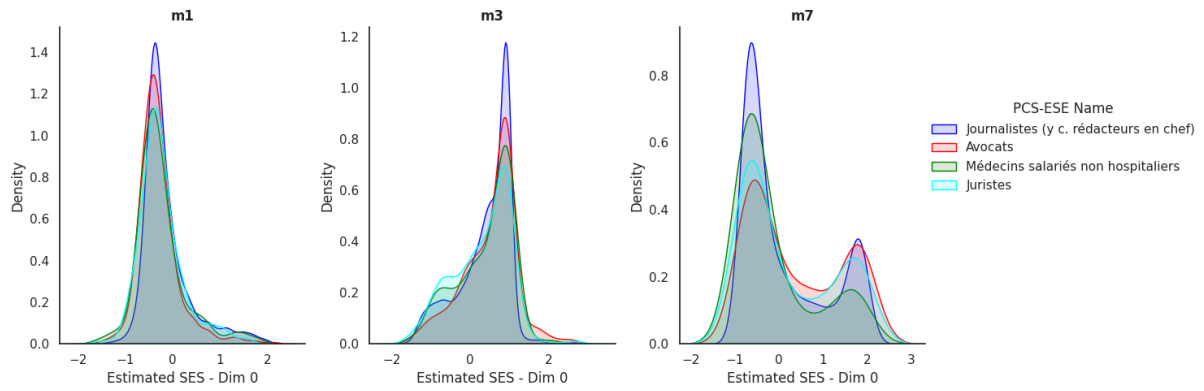 m1
1.4
1.2
1.0
0.8
0.6
0.4
0.2
0.0
Density
−2 −1 0 1 2
Estimated SES - Dim 0
m3
1.2
1.0
0.8
0.6
0.4
0.2
0.0
Density
−2 0 2
Estimated SES - Dim 0
m7
0.8
0.6
0.4
0.2
0.0
Density
−2 −1 0 1 2 3
Estimated SES - Dim 0
PCS-ESE Name
Journalistes (y c. rédacteurs en chef)
Avocats
Médecins salariés non hospitaliers
Juristes